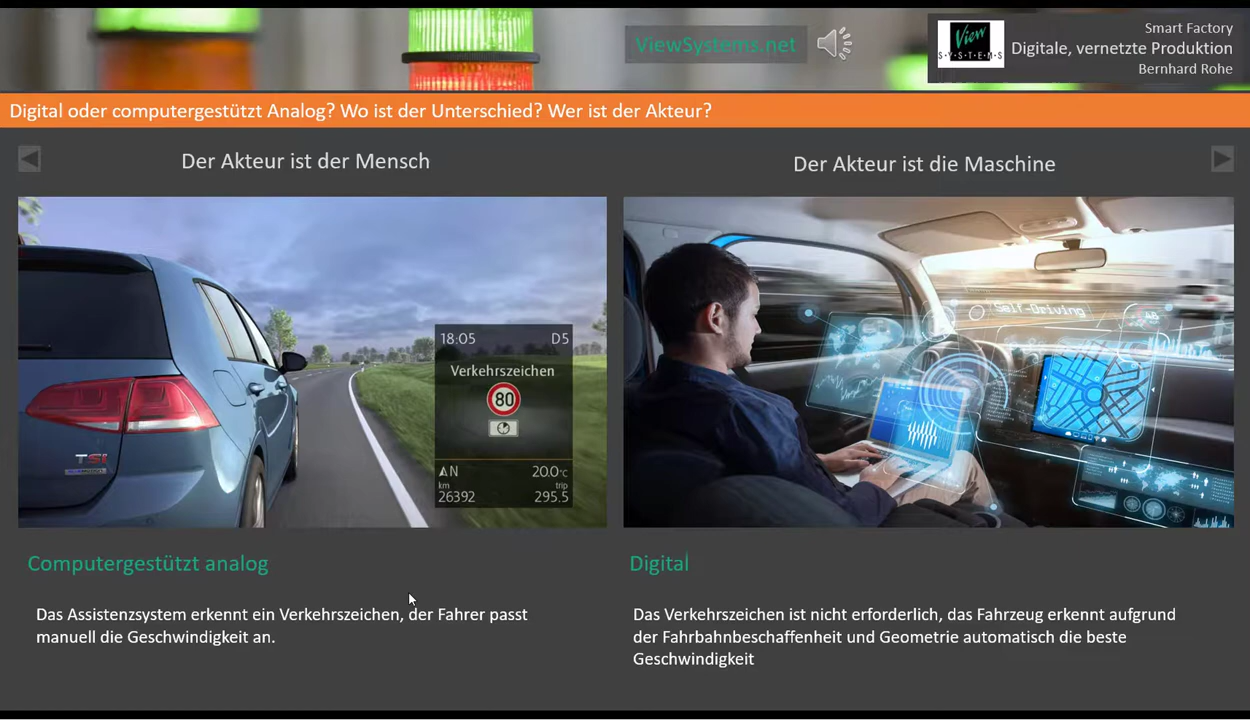 ViewSystems.net
View
S·Y·S·T·E·M·S
Smart Factory
Digitale, vernetzte Produktion
Bernhard Rohe
Digital oder computergestützt Analog? Wo ist der Unterschied? Wer ist der Akteur?
Der Akteur ist der Mensch
Der Akteur ist die Maschine
18:05 D5
Verkehrszeichen
80
N 20.0°C
km trip
26392 295.5
TSI
Self-Driving
Computergestützt analog
Das Assistenzsystem erkennt ein Verkehrszeichen, der Fahrer passt
manuell die Geschwindigkeit an.
Digital
Das Verkehrszeichen ist nicht erforderlich, das Fahrzeug erkennt aufgrund
der Fahrbahnbeschaffenheit und Geometrie automatisch die beste
Geschwindigkeit